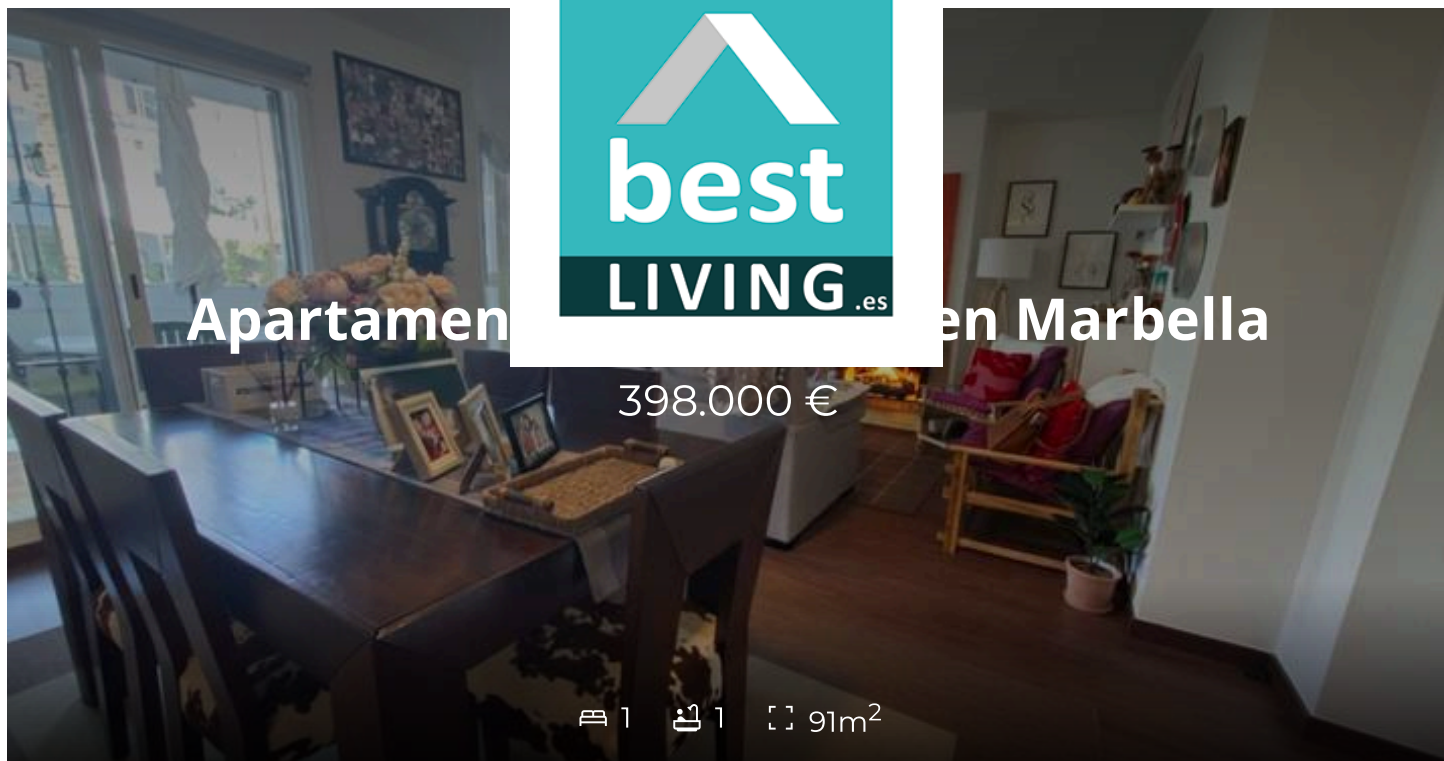 best
LIVING.es
Apartamen en Marbella
398.000 €
1 1 91m²